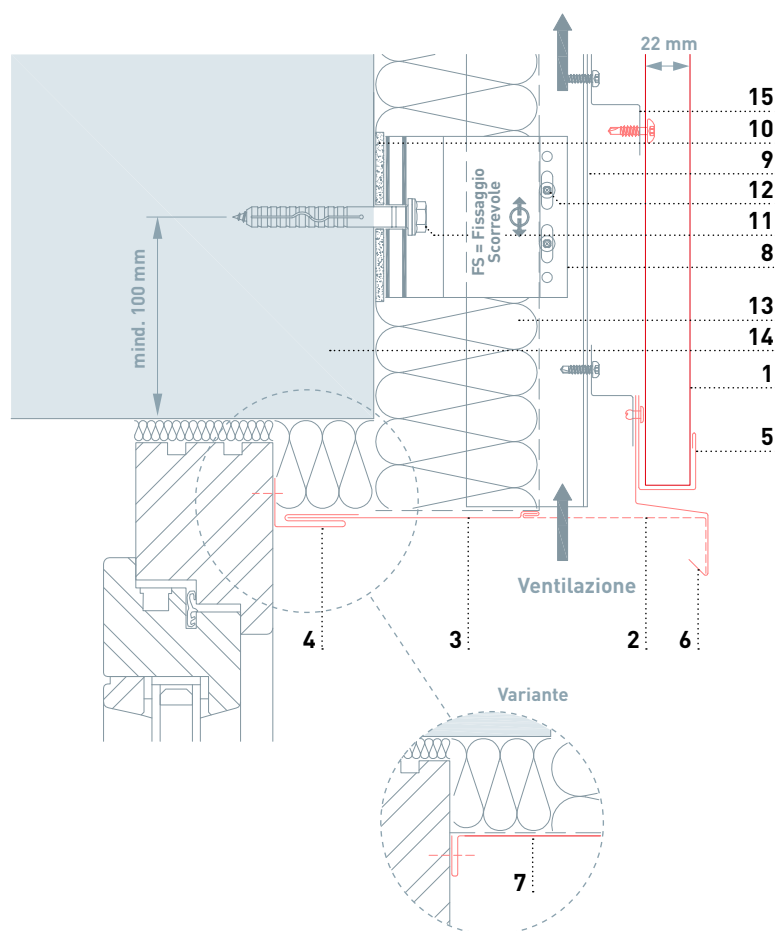 22 mm
15
10
9
12
11
8
13
14
1
5
FS = Fissaggio
Scorrevole
mind. 100 mm
Ventilazione
4
3
2
6
Variante
7